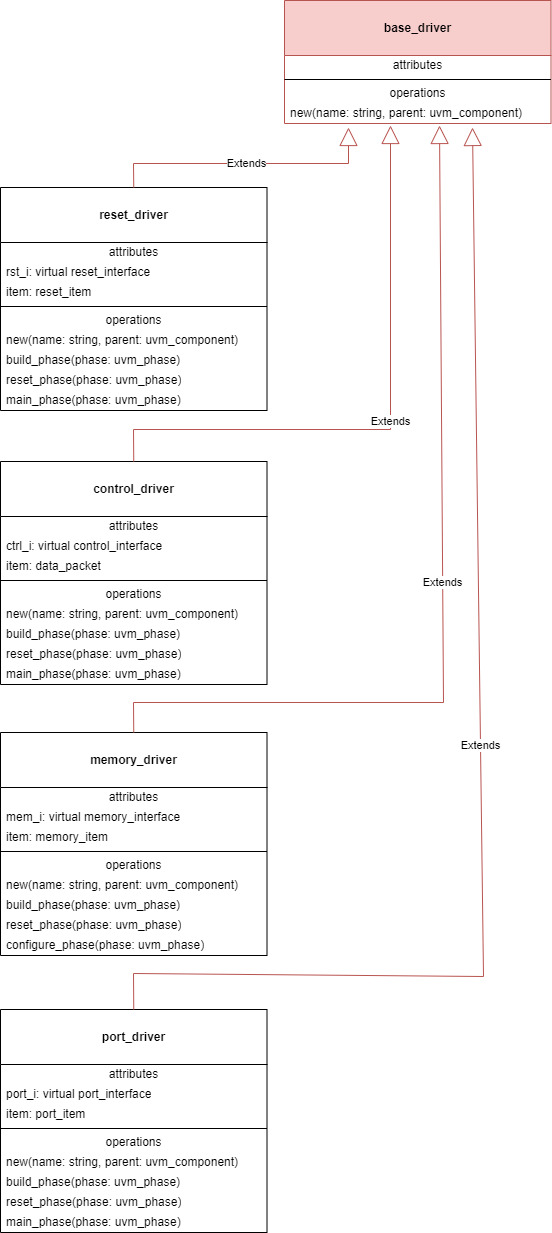 base_driver
attributes
operations
new(name: string, parent: uvm_component)
Extends
reset_driver
attributes
rst_i: virtual reset_interface
item: reset_item
operations
new(name: string, parent: uvm_component)
build_phase(phase: uvm_phase)
reset_phase(phase: uvm_phase)
main_phase(phase: uvm_phase)
Extends
control_driver
attributes
ctrl_i: virtual control_interface
item: data_packet
operations
new(name: string, parent: uvm_component)
build_phase(phase: uvm_phase)
reset_phase(phase: uvm_phase)
main_phase(phase: uvm_phase)
Extends
memory_driver
attributes
mem_i: virtual memory_interface
item: memory_item
operations
new(name: string, parent: uvm_component)
build_phase(phase: uvm_phase)
reset_phase(phase: uvm_phase)
configure_phase(phase: uvm_phase)
Extends
port_driver
attributes
port_i: virtual port_interface
item: port_item
operations
new(name: string, parent: uvm_component)
build_phase(phase: uvm_phase)
reset_phase(phase: uvm_phase)
main_phase(phase: uvm_phase)